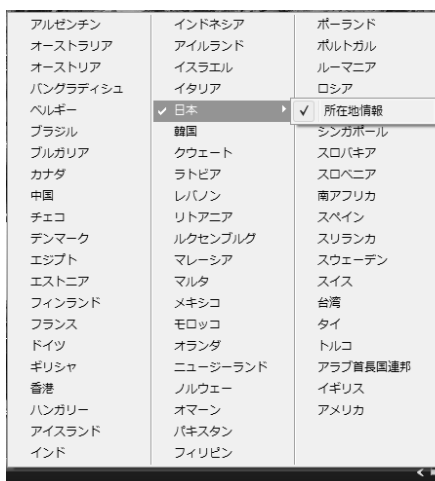 アルゼンチン
オーストラリア
オーストリア
バングラディシュ
ベルギー
ブラジル
ブルガリア
カナダ
中国
チェコ
デンマーク
エジプト
エストニア
フィンランド
フランス
ドイツ
ギリシャ
香港
ハンガリー
アイスランド
インド
インドネシア
アイルランド
イスラエル
イタリア
日本
韓国
クウェート
ラトビア
レバノン
リトアニア
ルクセンブルグ
マレーシア
マルタ
メキシコ
モロッコ
オランダ
ニュージーランド
ノルウェー
オマーン
パキスタン
フィリピン
ポーランド
ポルトガル
ルーマニア
ロシア
所在地情報
シンガポール
スロバキア
スロベニア
南アフリカ
スペイン
スリランカ
スウェーデン
スイス
台湾
タイ
トルコ
アラブ首長国連邦
イギリス
アメリカ